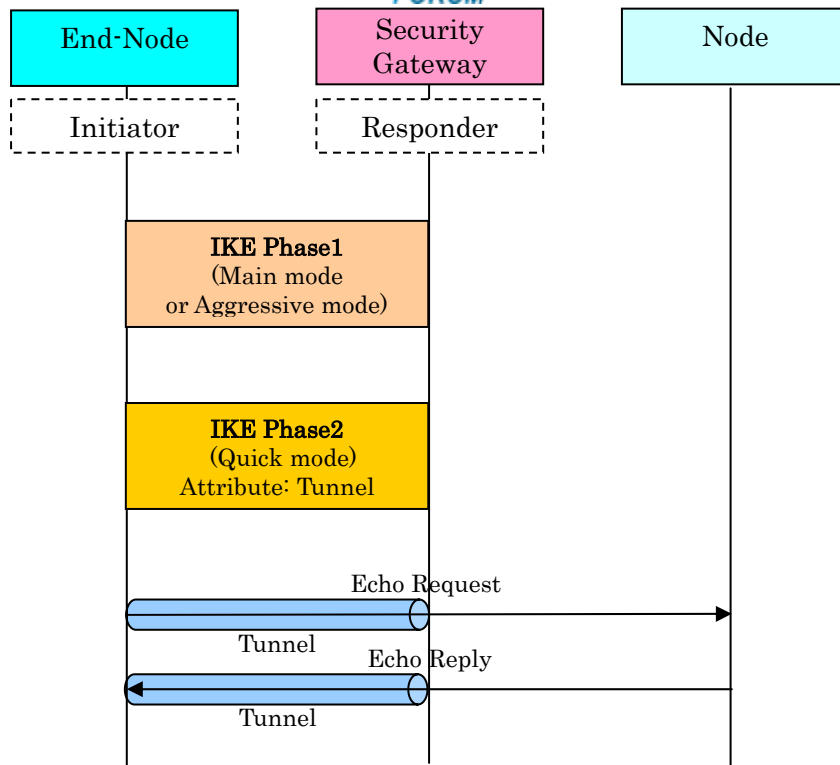 FORUM
End-Node
Security
Gateway
Node
Initiator
Responder
IKE Phase1
(Main mode
or Aggressive mode)
IKE Phase2
(Quick mode)
Attribute: Tunnel
Echo Request
Tunnel
Echo Reply
Tunnel